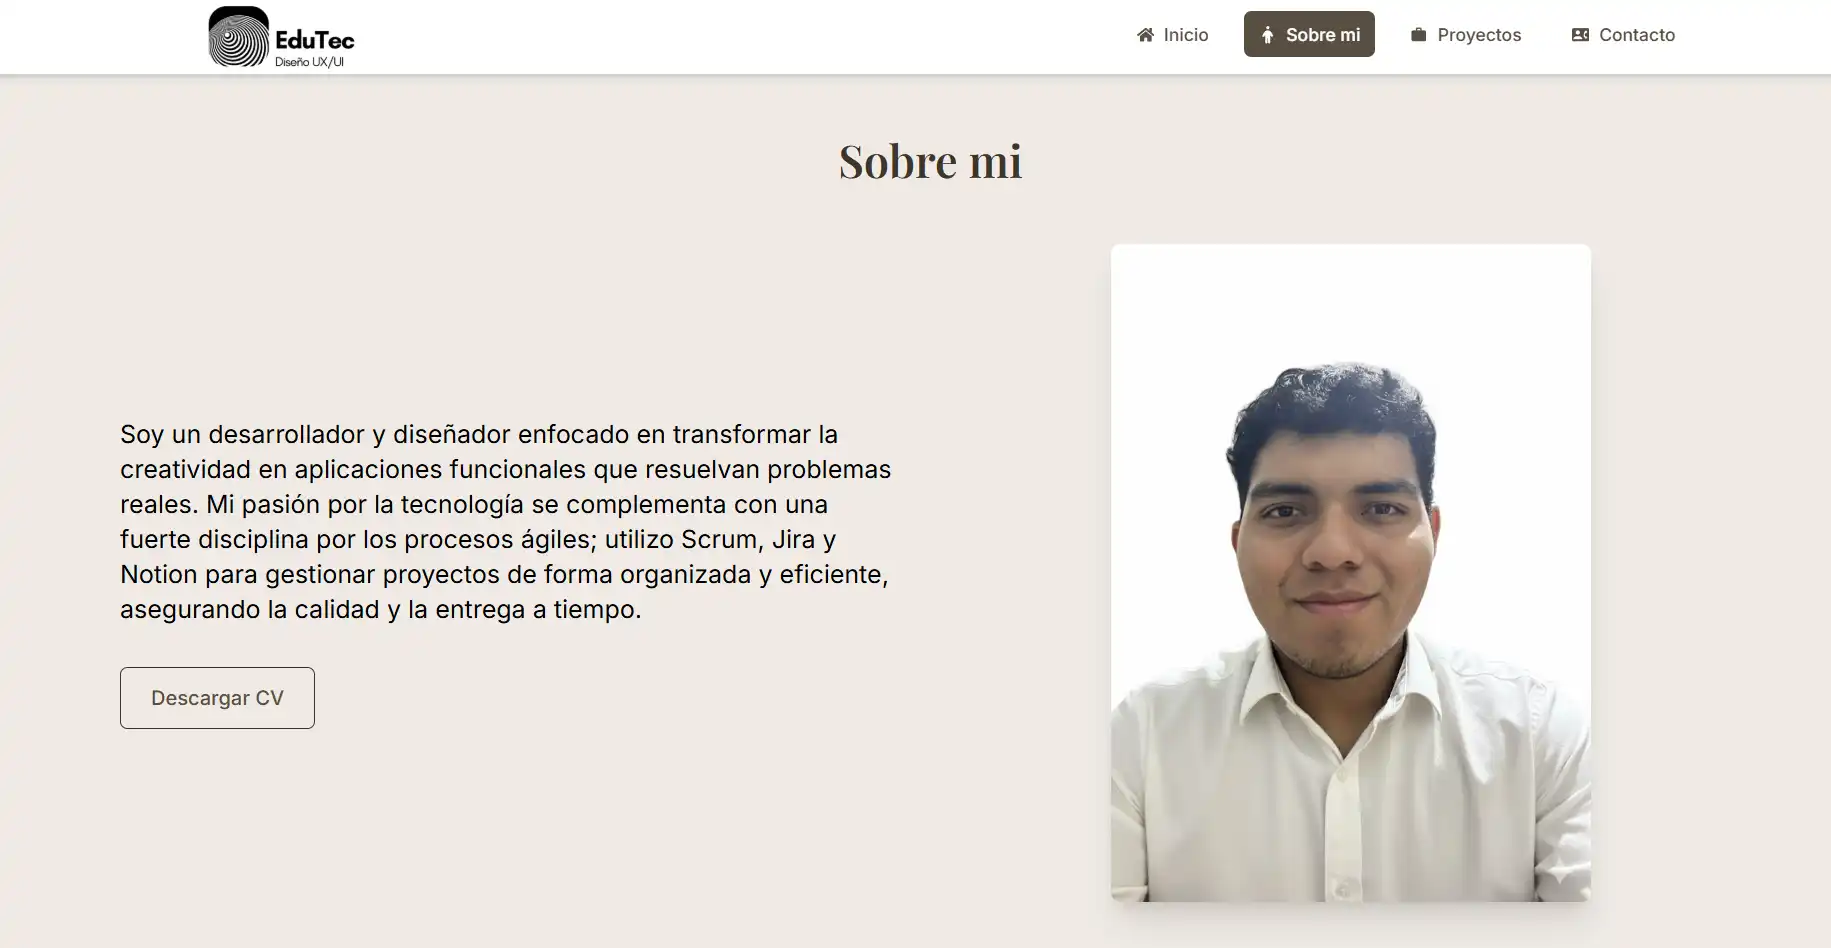 EduTec
Diseño UX/UI
Inicio
Sobre mi
Proyectos
Contacto
Sobre mi
Soy un desarrollador y diseñador enfocado en transformar la
creatividad en aplicaciones funcionales que resuelvan problemas
reales. Mi pasión por la tecnología se complementa con una
fuerte disciplina por los procesos ágiles; utilizo Scrum, Jira y
Notion para gestionar proyectos de forma organizada y eficiente,
asegurando la calidad y la entrega a tiempo.
Descargar CV